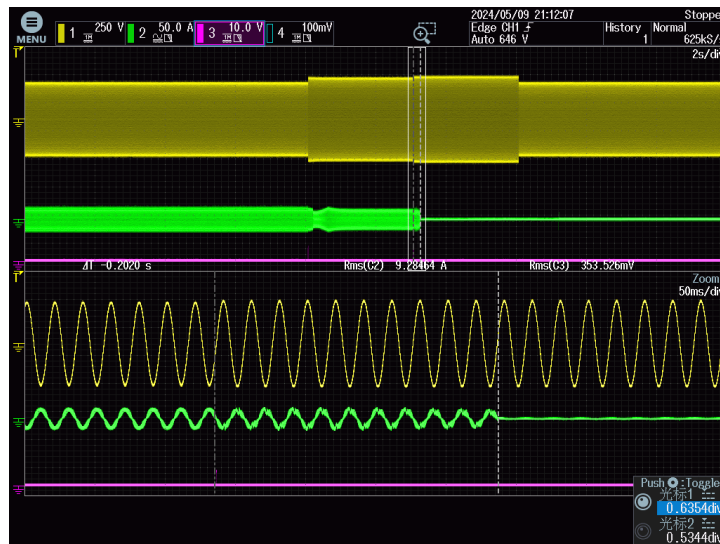 2024/05/09 21:12:07 Stoppe
MENU
1 250 V 2 50.0 A 3 10.0 V 4 100mV
Edge CH1
Auto 646 V
History
1
Normal
625kS/
2s/di
ΔT -0.2020 s Rms(C2) 9.28464 A Rms(C3) 353.526mV
Zoom
50ms/di
Push :Toggle
光标1
0.6354div
光标2
0.5344div